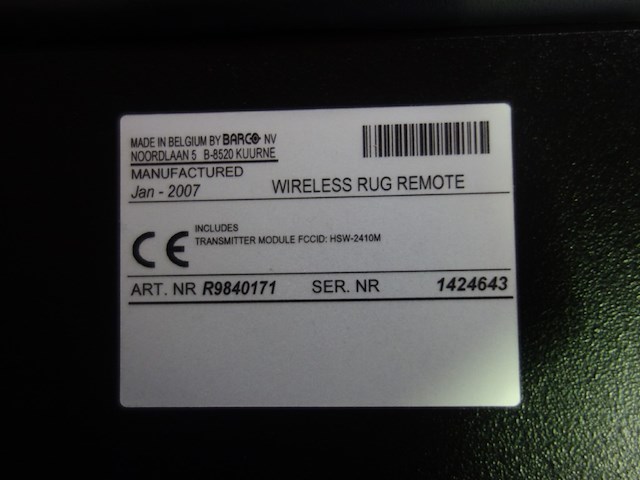 MADE IN BELGIUM BY BARCO NV
NOORDLAAN 5 B-8520 KUURNE
MANUFACTURED
Jan - 2007
WIRELESS RUG REMOTE
CE
INCLUDES
TRANSMITTER MODULE FCCID: HSW-2410M
ART. NR R9840171 SER. NR 1424643